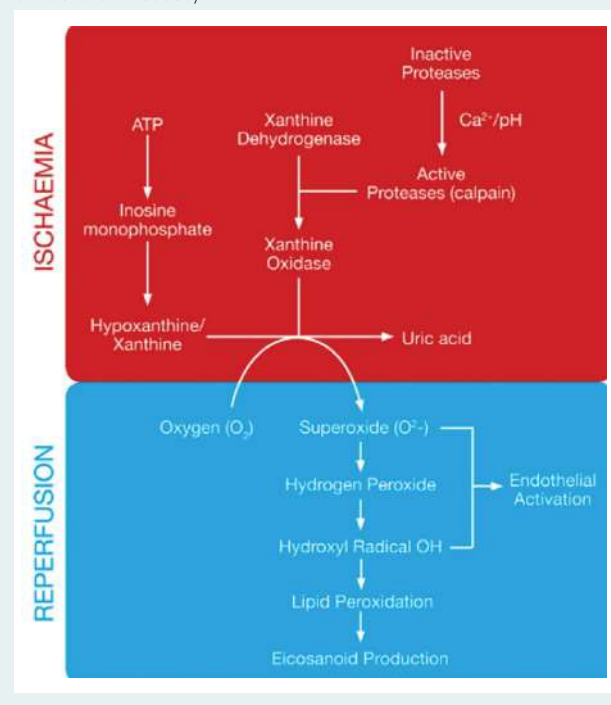 ISCHAEMIA
Inactive
Proteases
Ca²⁺/pH
ATP
Xanthine
Dehydrogenase
Active
Proteases (calpain)
Inosine
monophosphate
Xanthine
Oxidase
Hypoxanthine/
Xanthine
Uric acid
REPERFUSION
Oxygen (O₂)
Superoxide (O²-)
Hydrogen Peroxide
Endothelial
Activation
Hydroxyl Radical OH
Lipid Peroxidation
Eicosanoid Production